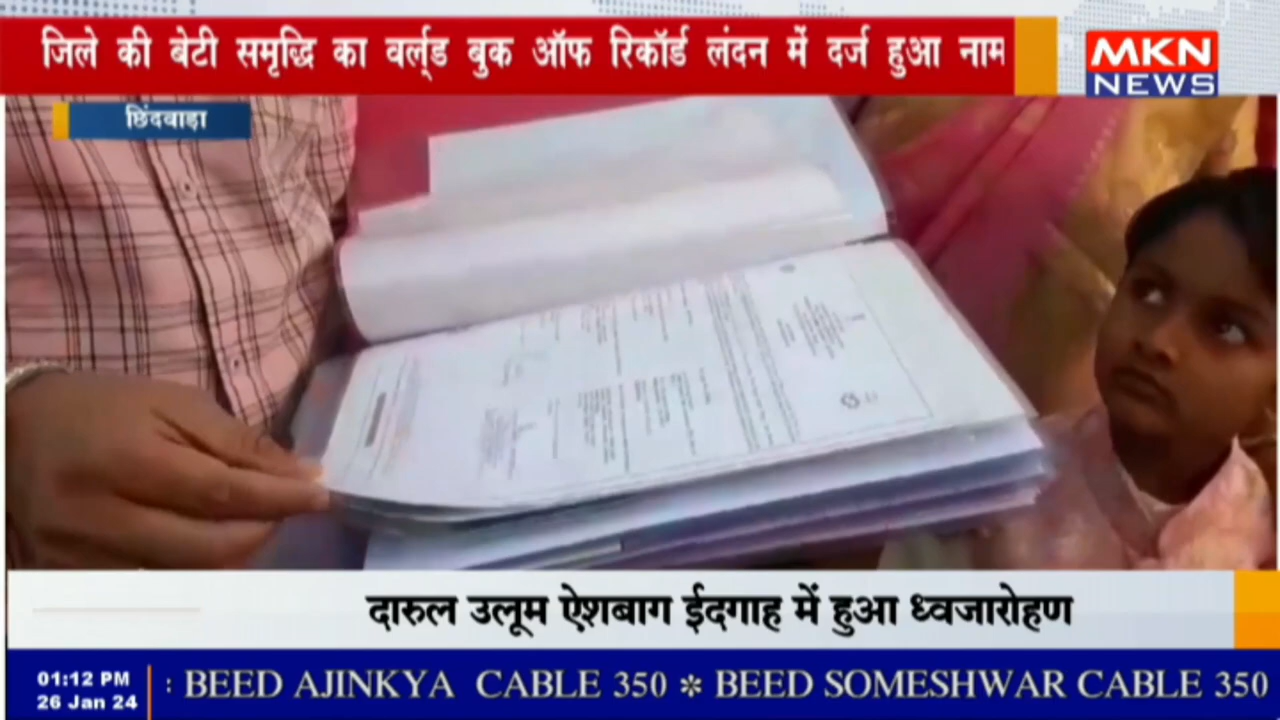 जिले की बेटी समृद्धि का वर्ल्ड बुक ऑफ रिकॉर्ड लंदन में दर्ज हुआ नाम
MKN
NEWS
छिंदवाड़ा
दारुल उलूम ऐशबाग ईदगाह में हुआ ध्वजारोहण
01:12 PM
26 Jan 24
: BEED AJINKYA CABLE 350 * BEED SOMESHWAR CABLE 350